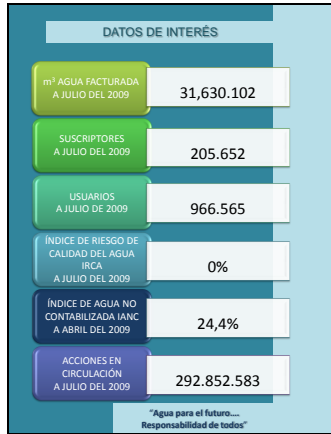 DATOS DE INTERÉS
m³ AGUA FACTURADA
A JULIO DEL 2009
31,630.102
SUSCRIPTORES
A JULIO DEL 2009
205.652
USUARIOS
A JULIO DE 2009
966.565
ÍNDICE DE RIESGO DE
CALIDAD DEL AGUA
IRCA
A JULIO DEL 2009
0%
ÍNDICE DE AGUA NO
CONTABILIZADA IANC
A ABRIL DEL 2009
24,4%
ACCIONES EN
CIRCULACIÓN
A JULIO DEL 2009
292.852.583
“Agua para el futuro....
Responsabilidad de todos”